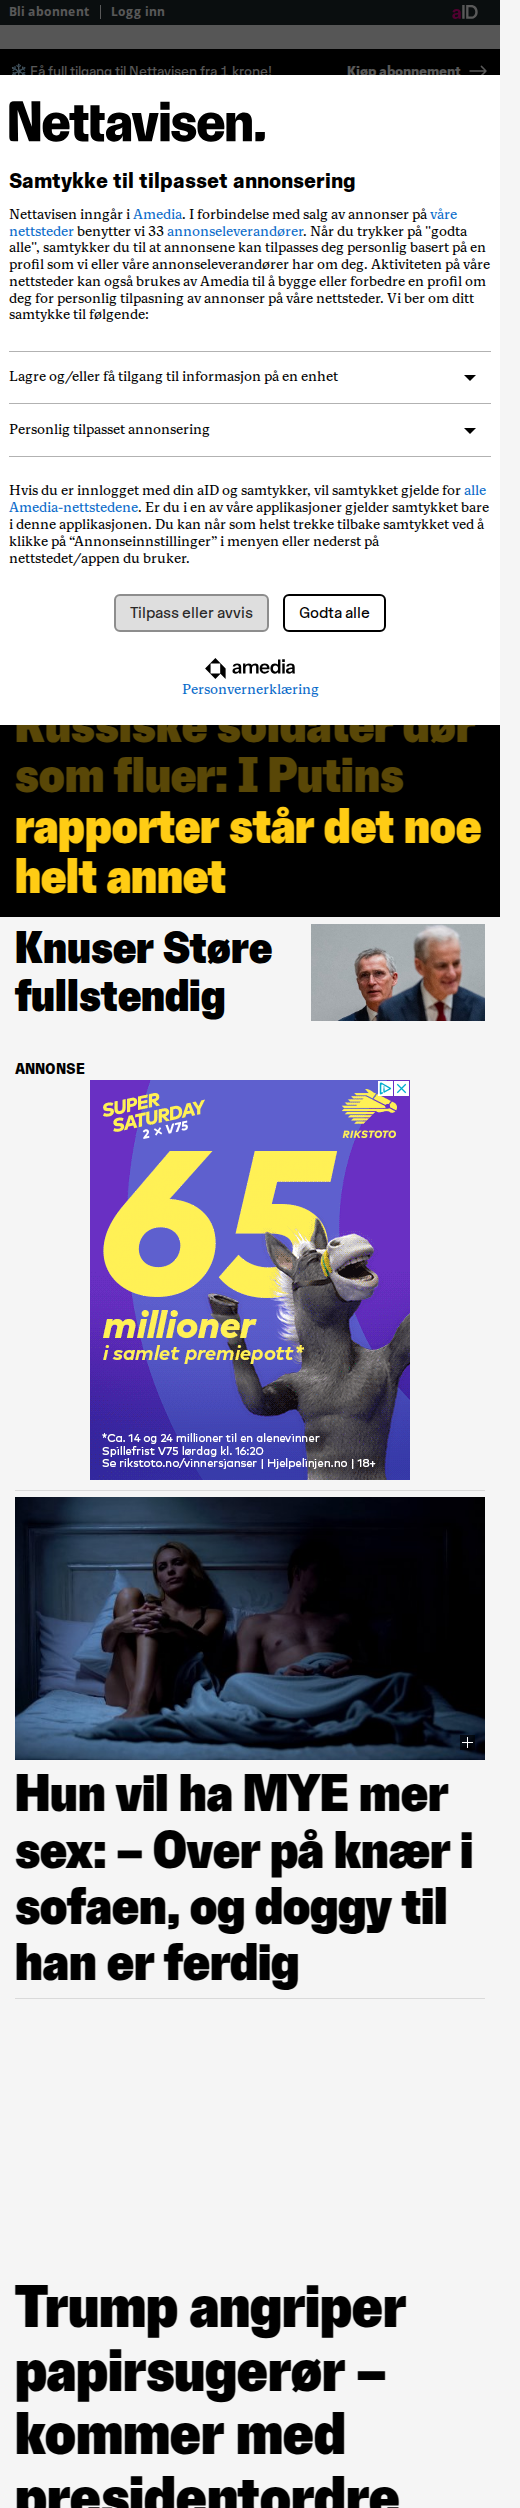 Bli abonnent | Logg inn
aID
Få full tilgang til Nettavisen fra 1 krone!
Kjøp abonnement
Nettavisen.
Samtykke til tilpasset annonsering
Nettavisen inngår i Amedia. I forbindelse med salg av annonser på våre
nettsteder benytter vi 33 annonseleverandører. Når du trykker på "godta
alle", samtykker du til at annonsene kan tilpasses deg personlig basert på en
profil som vi eller våre annonseleverandører har om deg. Aktiviteten på våre
nettsteder kan også brukes av Amedia til å bygge eller forbedre en profil om
deg for personlig tilpasning av annonser på våre nettsteder. Vi ber om ditt
samtykke til følgende:
Lagre og/eller få tilgang til informasjon på en enhet
Personlig tilpasset annonsering
Hvis du er innlogget med din aID og samtykker, vil samtykket gjelde for alle
Amedia-nettstedene. Er du i en av våre applikasjoner gjelder samtykket bare
i denne applikasjonen. Du kan når som helst trekke tilbake samtykket ved å
klikke på “Annonseinnstillinger” i menyen eller nederst på
nettstedet/appen du bruker.
Tilpass eller avvis
Godta alle
amedia
Personvernerklæring
Russiske soldater dør
som fluer: I Putins
rapporter står det noe
helt annet
Knuser Støre
fullstendig
ANNONSE
SUPER
SATURDAY
2 x V75
RIKSTOTO
65
millioner
i samlet premiepott*
*Ca. 14 og 24 millioner til en alenevinner
Spillefrist V75 lørdag kl. 16:20
Se rikstoto.no/vinnersjanser | Hjelpelinjen.no | 18+
Hun vil ha MYE mer
sex: – Over på knær i
sofaen, og doggy til
han er ferdig
Trump angriper
papirsugerør –
kommer med
presidentordre